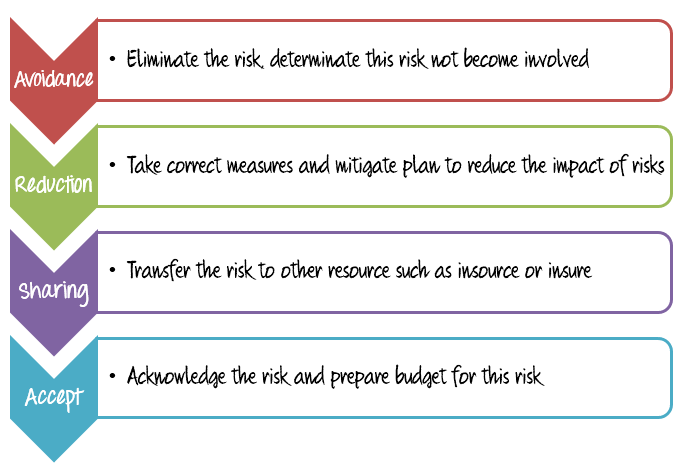 Avoidance
• Eliminate the risk, determinate this risk not become involved
Reduction
• Take correct measures and mitigate plan to reduce the impact of risks
Sharing
• Transfer the risk to other resource such as insource or insure
Accept
• Acknowledge the risk and prepare budget for this risk